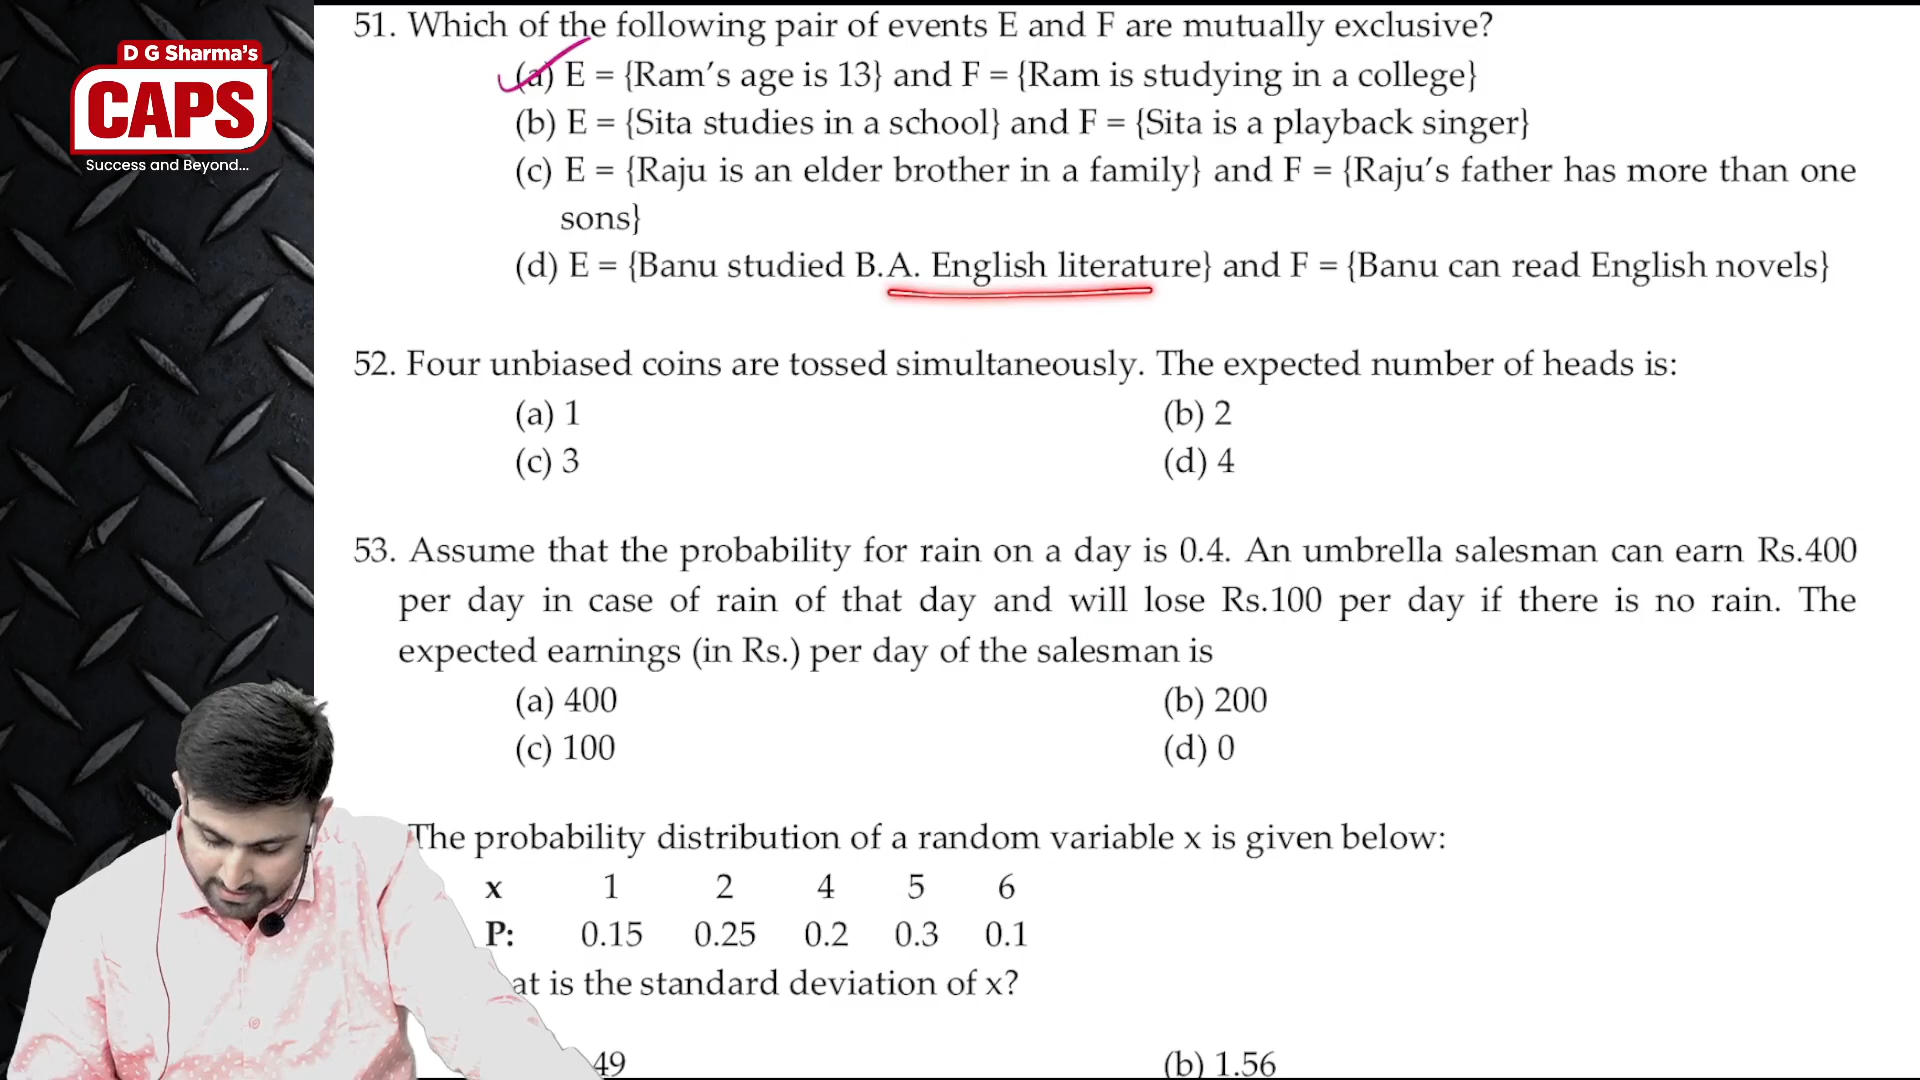 D G Sharma's
CAPS
Success and Beyond...
51. Which of the following pair of events E and F are mutually exclusive?
(a) E = {Ram's age is 13} and F = {Ram is studying in a college}
(b) E = {Sita studies in a school} and F = {Sita is a playback singer}
(c) E = {Raju is an elder brother in a family} and F = {Raju's father has more than one
sons}
(d) E = {Banu studied B.A. English literature} and F = {Banu can read English novels}
52. Four unbiased coins are tossed simultaneously. The expected number of heads is:
(a) 1 (b) 2
(c) 3 (d) 4
53. Assume that the probability for rain on a day is 0.4. An umbrella salesman can earn Rs.400
per day in case of rain of that day and will lose Rs.100 per day if there is no rain. The
expected earnings (in Rs.) per day of the salesman is
(a) 400 (b) 200
(c) 100 (d) 0
The probability distribution of a random variable x is given below:
x 1 2 4 5 6
P: 0.15 0.25 0.2 0.3 0.1
at is the standard deviation of x?
49 (b) 1.56